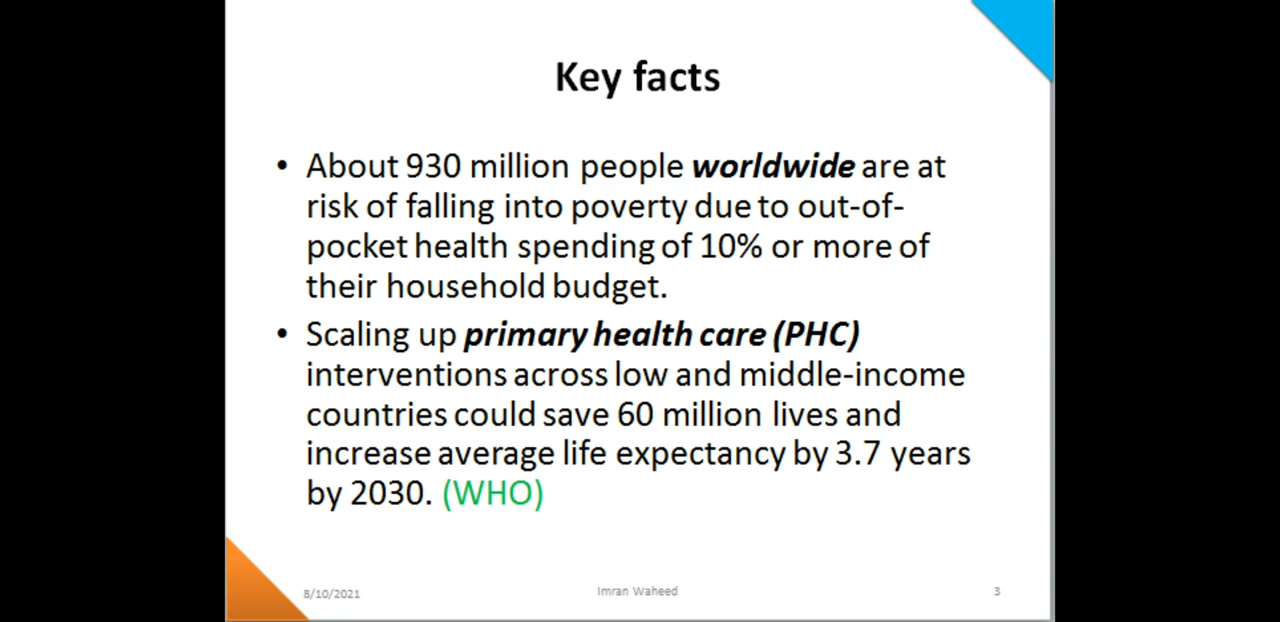 Key facts
• About 930 million people worldwide are at
risk of falling into poverty due to out-of-
pocket health spending of 10% or more of
their household budget.
• Scaling up primary health care (PHC)
interventions across low and middle-income
countries could save 60 million lives and
increase average life expectancy by 3.7 years
by 2030. (WHO)
8/10/2021 Imran Waheed 3